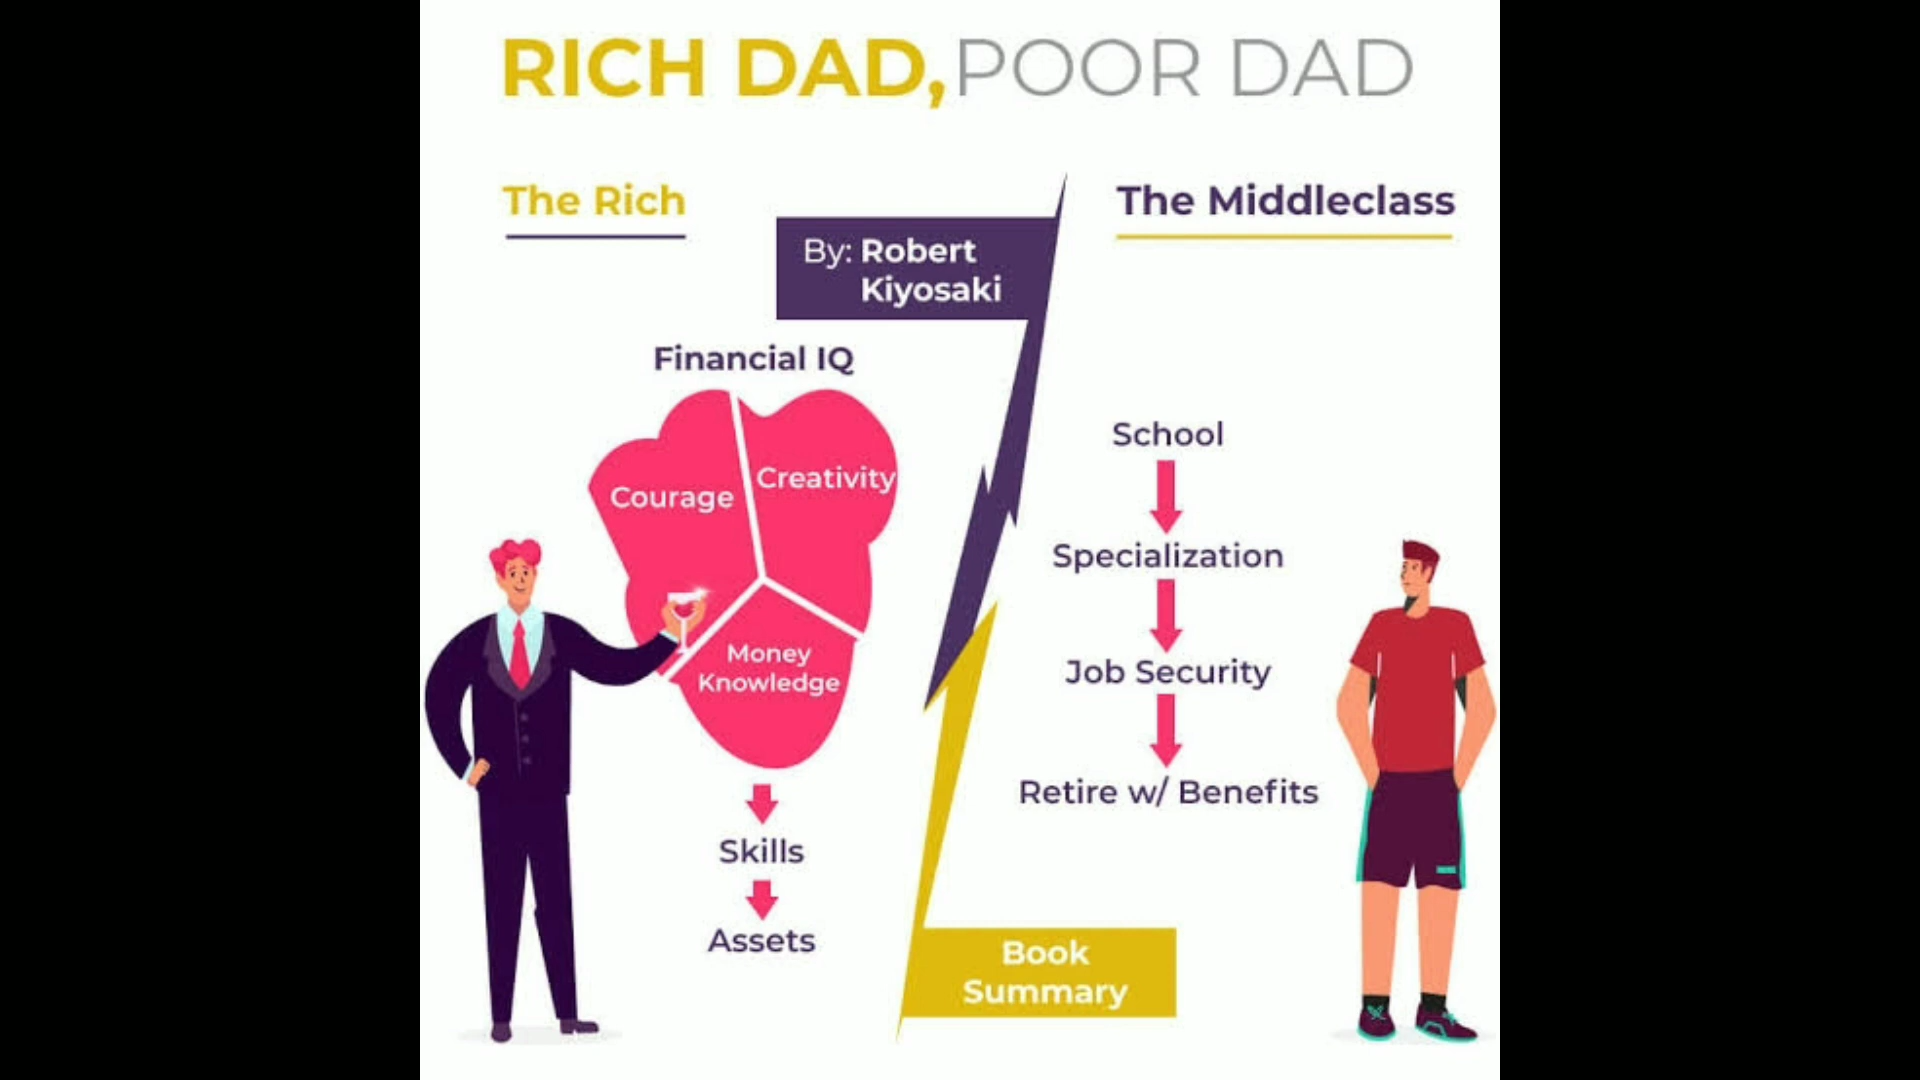 RICH DAD, POOR DAD
The Rich
The Middleclass
By: Robert
Kiyosaki
Financial IQ
Courage
Creativity
Money
Knowledge
Skills
Assets
School
Specialization
Job Security
Retire w/ Benefits
Book
Summary